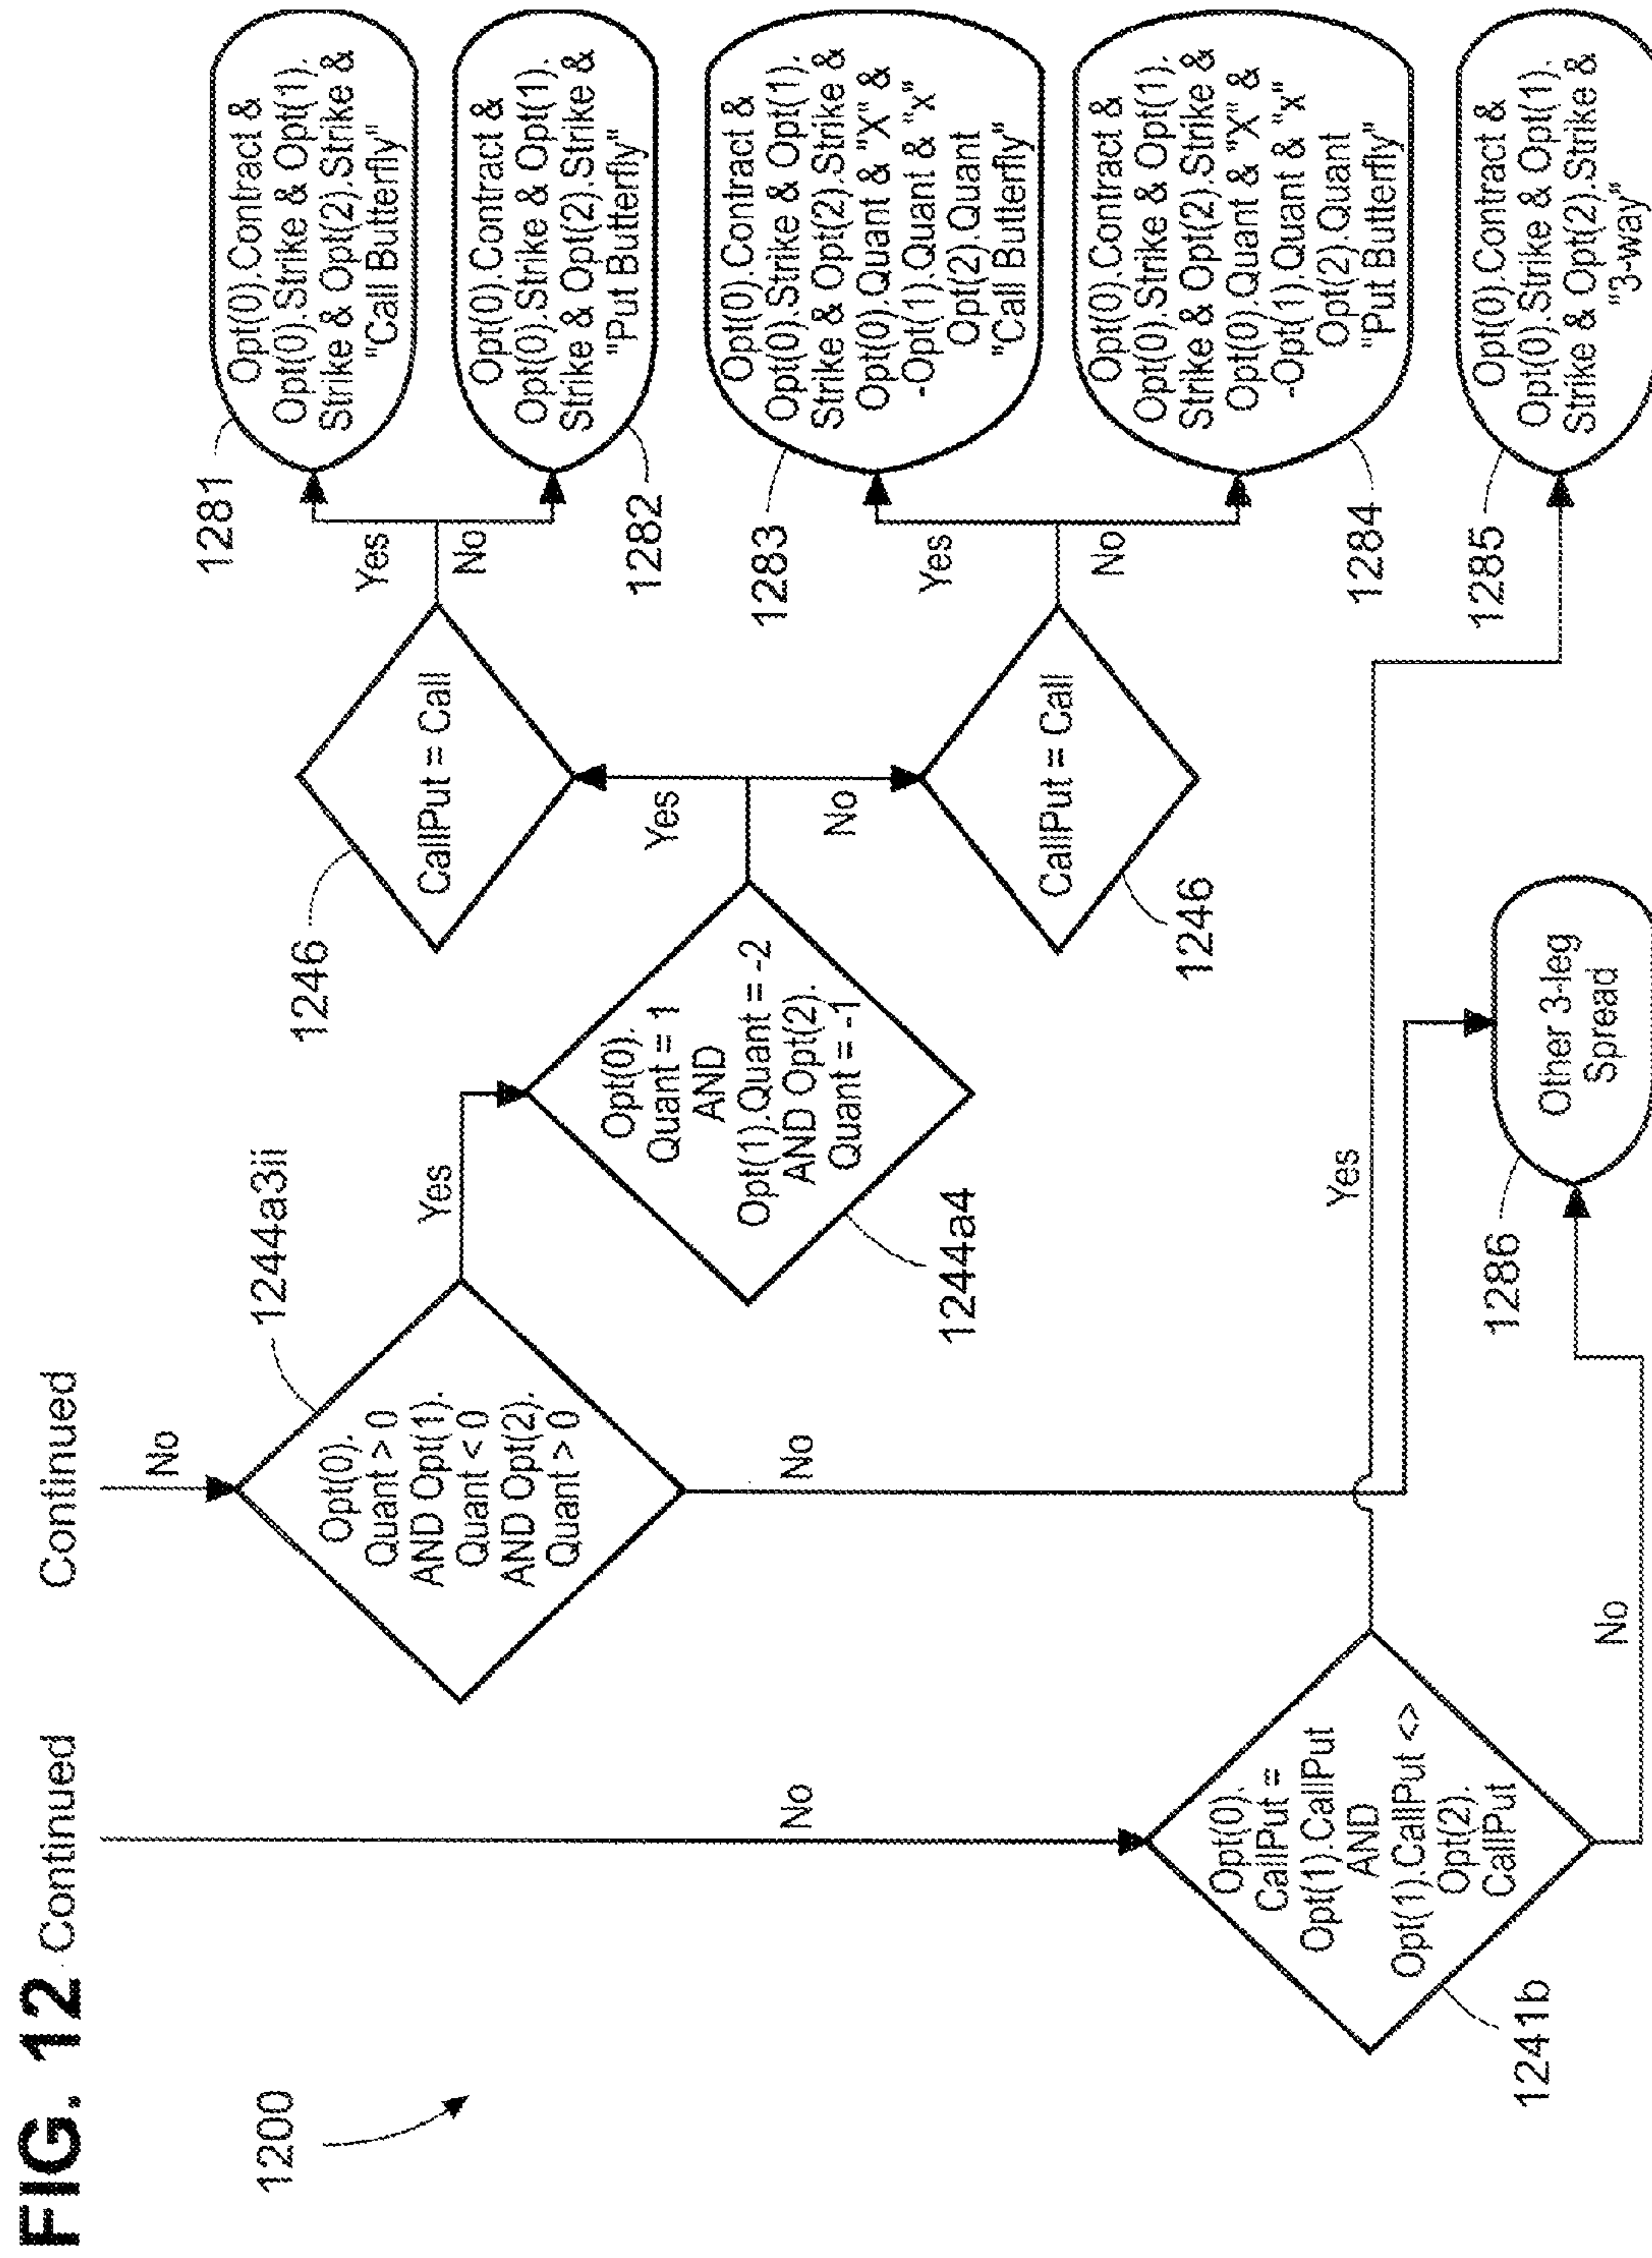 FIG. 12 Continued
Continued
1200
No
No
1244a3ii
Opt(0).
Quant > 0
AND Opt(1).
Quant < 0
AND Opt(2).
Quant > 0
Yes
No
Opt(0).
Quant = 1
AND
Opt(1).Quant = -2
AND Opt(2).
Quant = -1
1244a4
Yes
No
1246
CallPut = Call
Yes
No
1246
CallPut = Call
Yes
No
1281
Opt(0).Contract &
Opt(0).Strike & Opt(1).
Strike & Opt(2).Strike &
"Call Butterfly"
1282
Opt(0).Contract &
Opt(0).Strike & Opt(1).
Strike & Opt(2).Strike &
"Put Butterfly"
1283
Opt(0).Contract &
Opt(0).Strike & Opt(1).
Strike & Opt(2).Strike &
Opt(0).Quant & "X" &
-Opt(1).Quant & "x"
Opt(2).Quant
"Call Butterfly"
1284
Opt(0).Contract &
Opt(0).Strike & Opt(1).
Strike & Opt(2).Strike &
Opt(0).Quant & "X" &
-Opt(1).Quant & "x"
Opt(2).Quant
"Put Butterfly"
1241b
Opt(0).
CallPut =
Opt(1).CallPut
AND
Opt(1).CallPut <>
Opt(2).
CallPut
Yes
No
1285
Opt(0).Contract &
Opt(0).Strike & Opt(1).
Strike & Opt(2).Strike &
"3-way"
1286
Other 3-leg
Spread